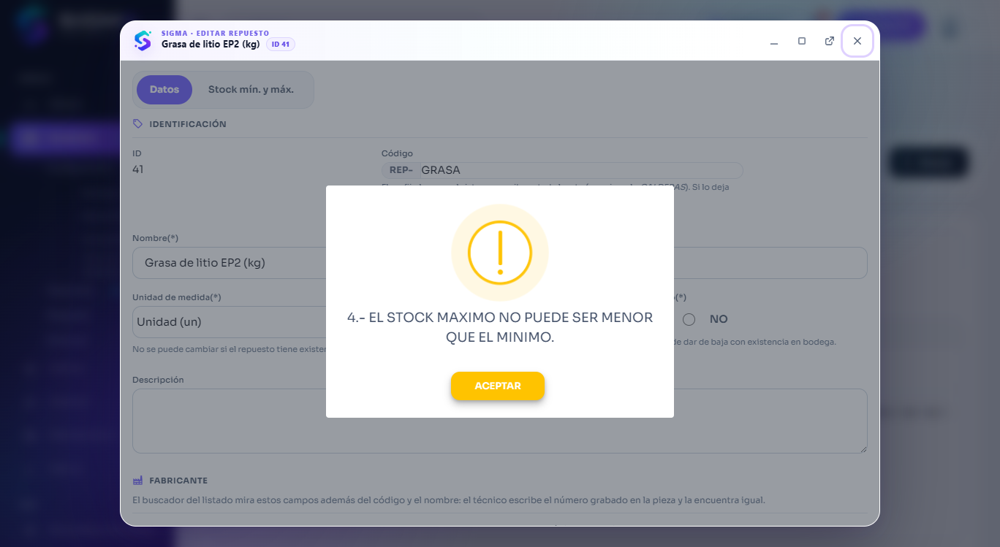 SIGMA · EDITAR REPUESTO
Grasa de litio EP2 (kg) ID 41
Datos
Stock mín. y máx.
IDENTIFICACIÓN
ID
Código
41
REP- GRASA
Si lo deja
Nombre(*)
Grasa de litio EP2 (kg)
Unidad de medida(*)
Unidad (un)
NO
No se puede cambiar si el repuesto tiene
de dar de baja con existencia en bodega.
4.- EL STOCK MAXIMO NO PUEDE SER MENOR
QUE EL MINIMO.
ACEPTAR
Descripción
FABRICANTE
El buscador del listado mira estos campos además del código y el nombre: el técnico escribe el número grabado en la pieza y la encuentra igual.